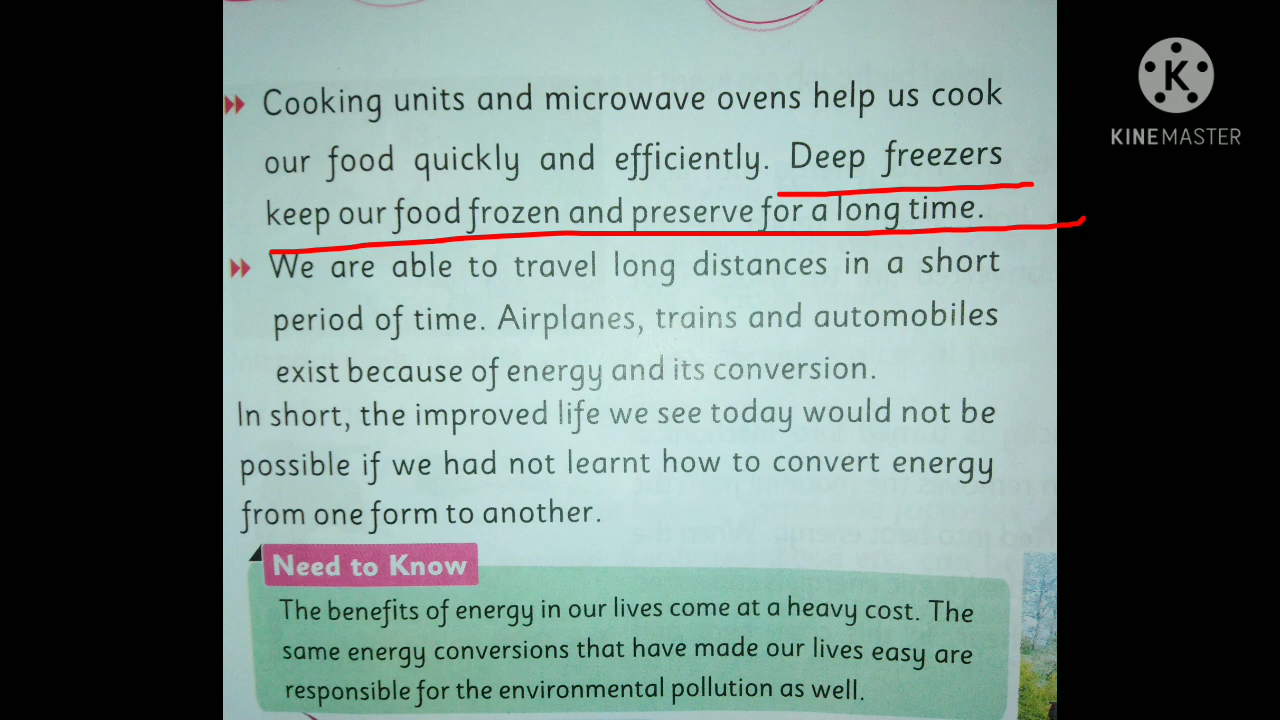 Cooking units and microwave ovens help us cook
our food quickly and efficiently. Deep freezers
keep our food frozen and preserve for a long time.
We are able to travel long distances in a short
period of time. Airplanes, trains and automobiles
exist because of energy and its conversion.
In short, the improved life we see today would not be
possible if we had not learnt how to convert energy
from one form to another.
Need to Know
The benefits of energy in our lives come at a heavy cost. The
same energy conversions that have made our lives easy are
responsible for the environmental pollution as well.
K
KINEMASTER